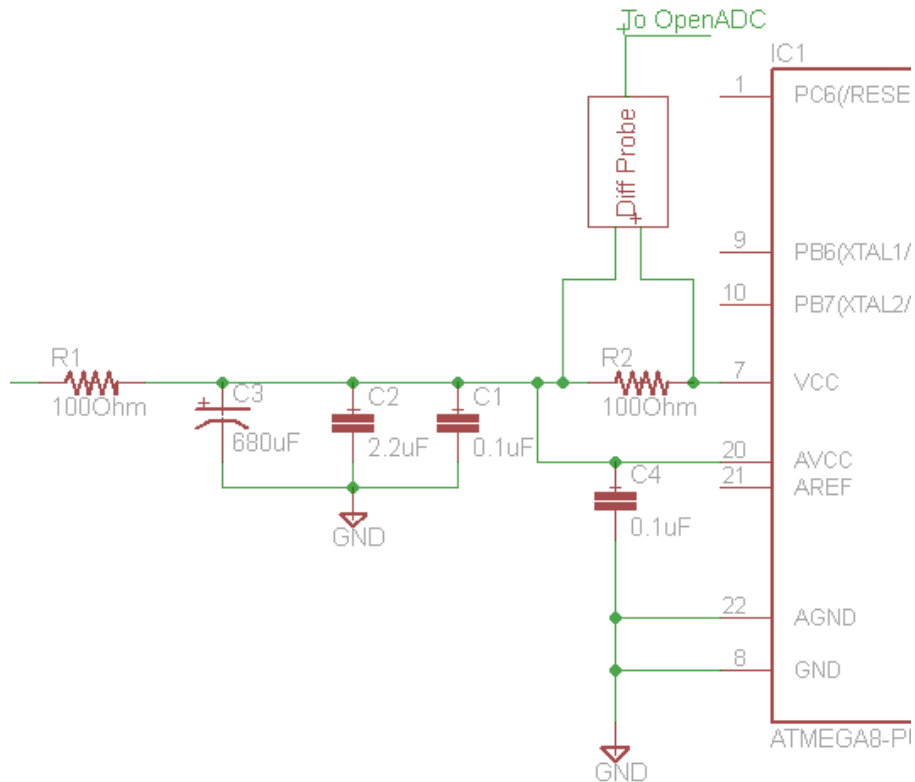 To OpenADC
IC1
1
PC6(/RESE
Diff Probe
9
PB6(XTAL1/
10
PB7(XTAL2/
R1
100Ohm
R2
100Ohm
7
VCC
C3
680uF
C2
2.2uF
C1
0.1uF
20
AVCC
21
AREF
C4
0.1uF
GND
22
AGND
8
GND
ATMEGA8-PU
GND